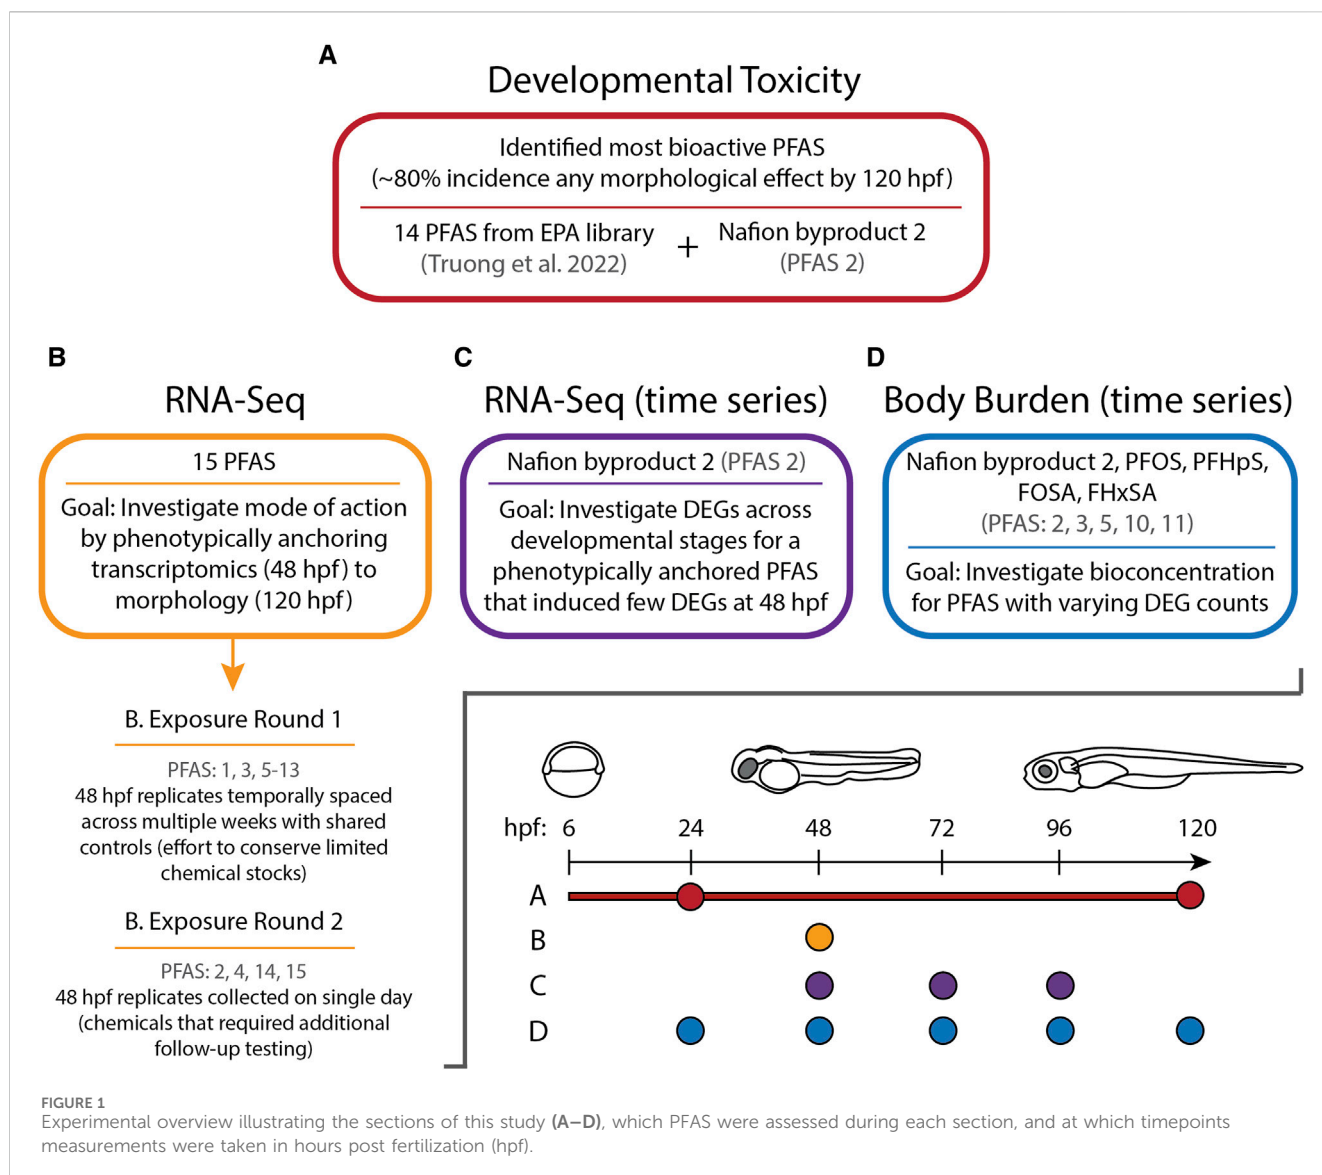 A
Developmental Toxicity
Identified most bioactive PFAS
(~80% incidence any morphological effect by 120 hpf)
14 PFAS from EPA library
(Truong et al. 2022)
+
Nafion byproduct 2
(PFAS 2)
B
RNA-Seq
15 PFAS
Goal: Investigate mode of action
by phenotypically anchoring
transcriptomics (48 hpf) to
morphology (120 hpf)
B. Exposure Round 1
PFAS: 1, 3, 5-13
48 hpf replicates temporally spaced
across multiple weeks with shared
controls (effort to conserve limited
chemical stocks)
B. Exposure Round 2
PFAS: 2, 4, 14, 15
48 hpf replicates collected on single day
(chemicals that required additional
follow-up testing)
C
RNA-Seq (time series)
Nafion byproduct 2 (PFAS 2)
Goal: Investigate DEGs across
developmental stages for a
phenotypically anchored PFAS
that induced few DEGs at 48 hpf
D
Body Burden (time series)
Nafion byproduct 2, PFOS, PFHpS,
FOSA, FHxSA
(PFAS: 2, 3, 5, 10, 11)
Goal: Investigate bioconcentration
for PFAS with varying DEG counts
hpf: 6 24 48 72 96 120
A
B
C
D
FIGURE 1
Experimental overview illustrating the sections of this study (A–D), which PFAS were assessed during each section, and at which timepoints
measurements were taken in hours post fertilization (hpf).